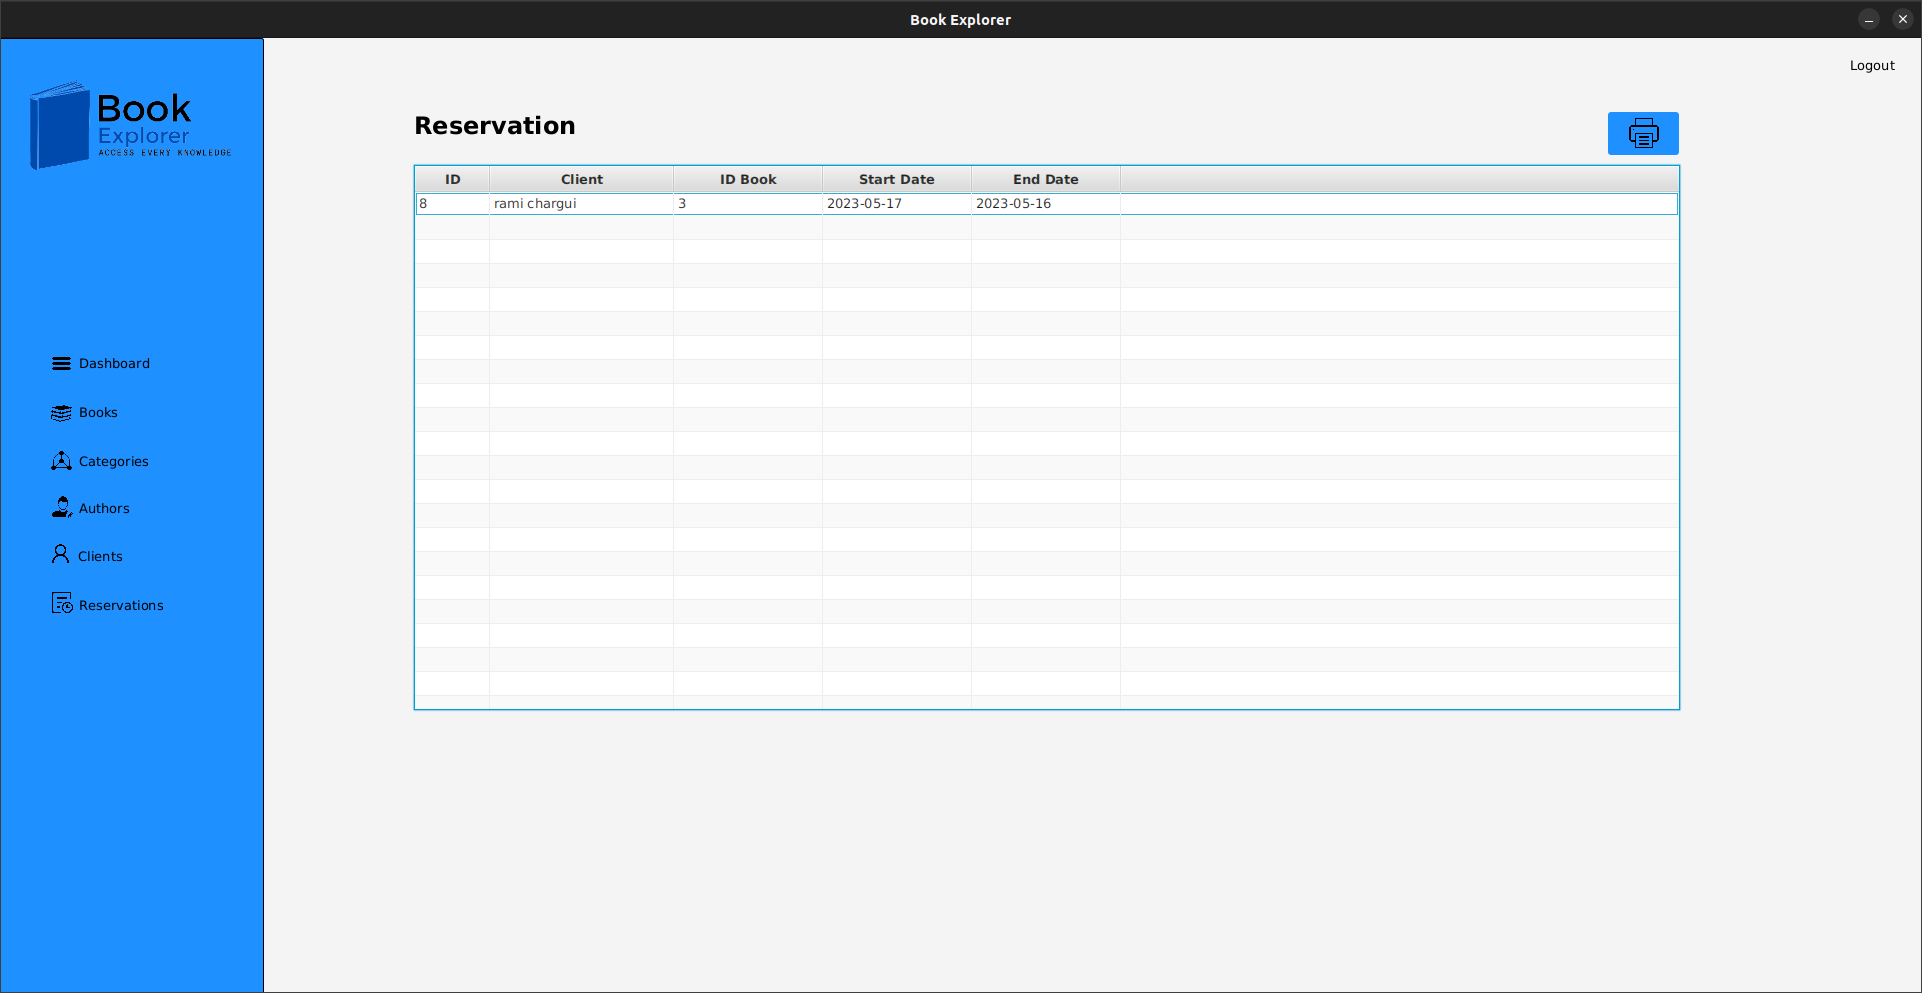 Book Explorer
Logout
Book
Explorer
ACCESS EVERY KNOWLEDGE
Dashboard
Books
Categories
Authors
Clients
Reservations
Reservation
ID Client ID Book Start Date End Date
8 rami chargui 3 2023-05-17 2023-05-16